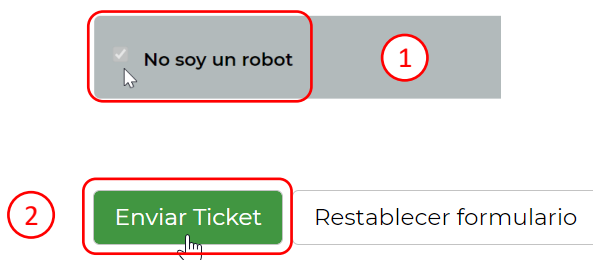 No soy un robot
1
2
Enviar Ticket
Restablecer formulario